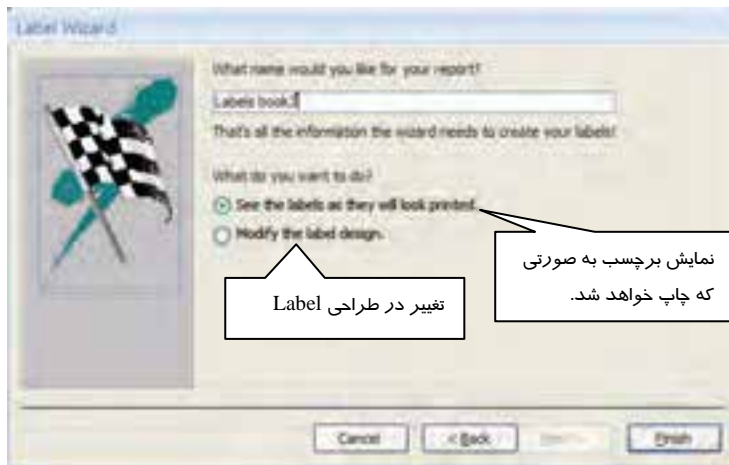 Label Wizard
What name would you like for your report?
Labels book1
That's all the information the wizard needs to create your labels!
What do you want to do?
See the labels as they will look printed.
Modify the label design.
نمایش برچسب به صورتی
که چاپ خواهد شد.
تغییر در طراحی Label
Cancel
< Back
Finish